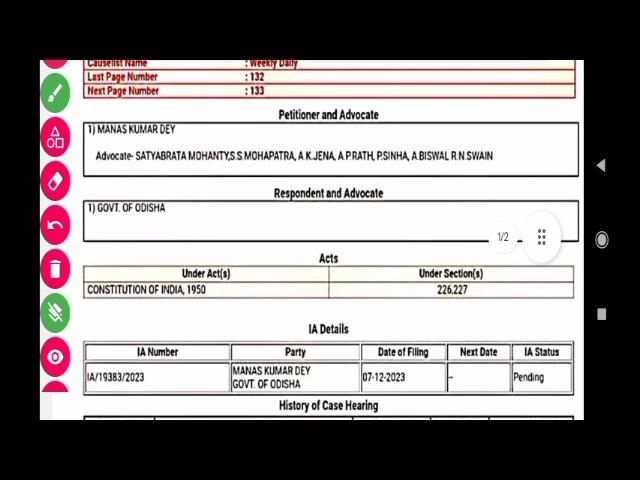 Causelist Name : Weekly Daily
Last Page Number : 132
Next Page Number : 133
Petitioner and Advocate
1) MANAS KUMAR DEY
Advocate- SATYABRATA MOHANTY,S.S.MOHAPATRA, A.K.JENA, A.P.RATH, P.SINHA, A.BISWAL R.N.SWAIN
Respondent and Advocate
1) GOVT. OF ODISHA
1/2
Acts
Under Act(s) Under Section(s)
CONSTITUTION OF INDIA, 1950 226,227
IA Details
IA Number Party Date of Filing Next Date IA Status
IA/19383/2023 MANAS KUMAR DEY GOVT. OF ODISHA 07-12-2023 -- Pending
History of Case Hearing